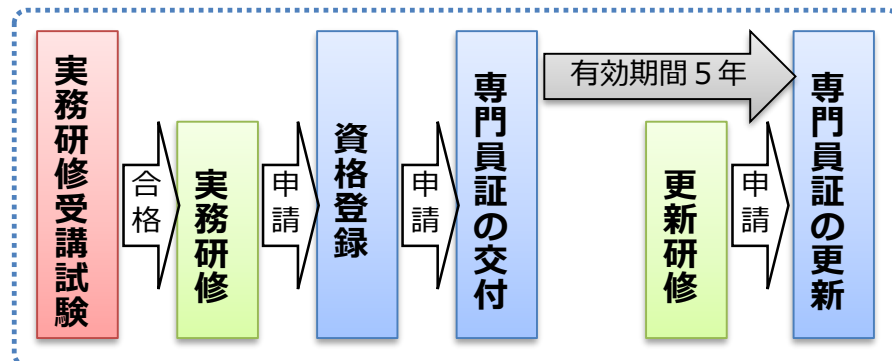 実務研修受講試験
合格
実務研修
申請
資格登録
申請
専門員証の交付
有効期間５年
更新研修
申請
専門員証の更新